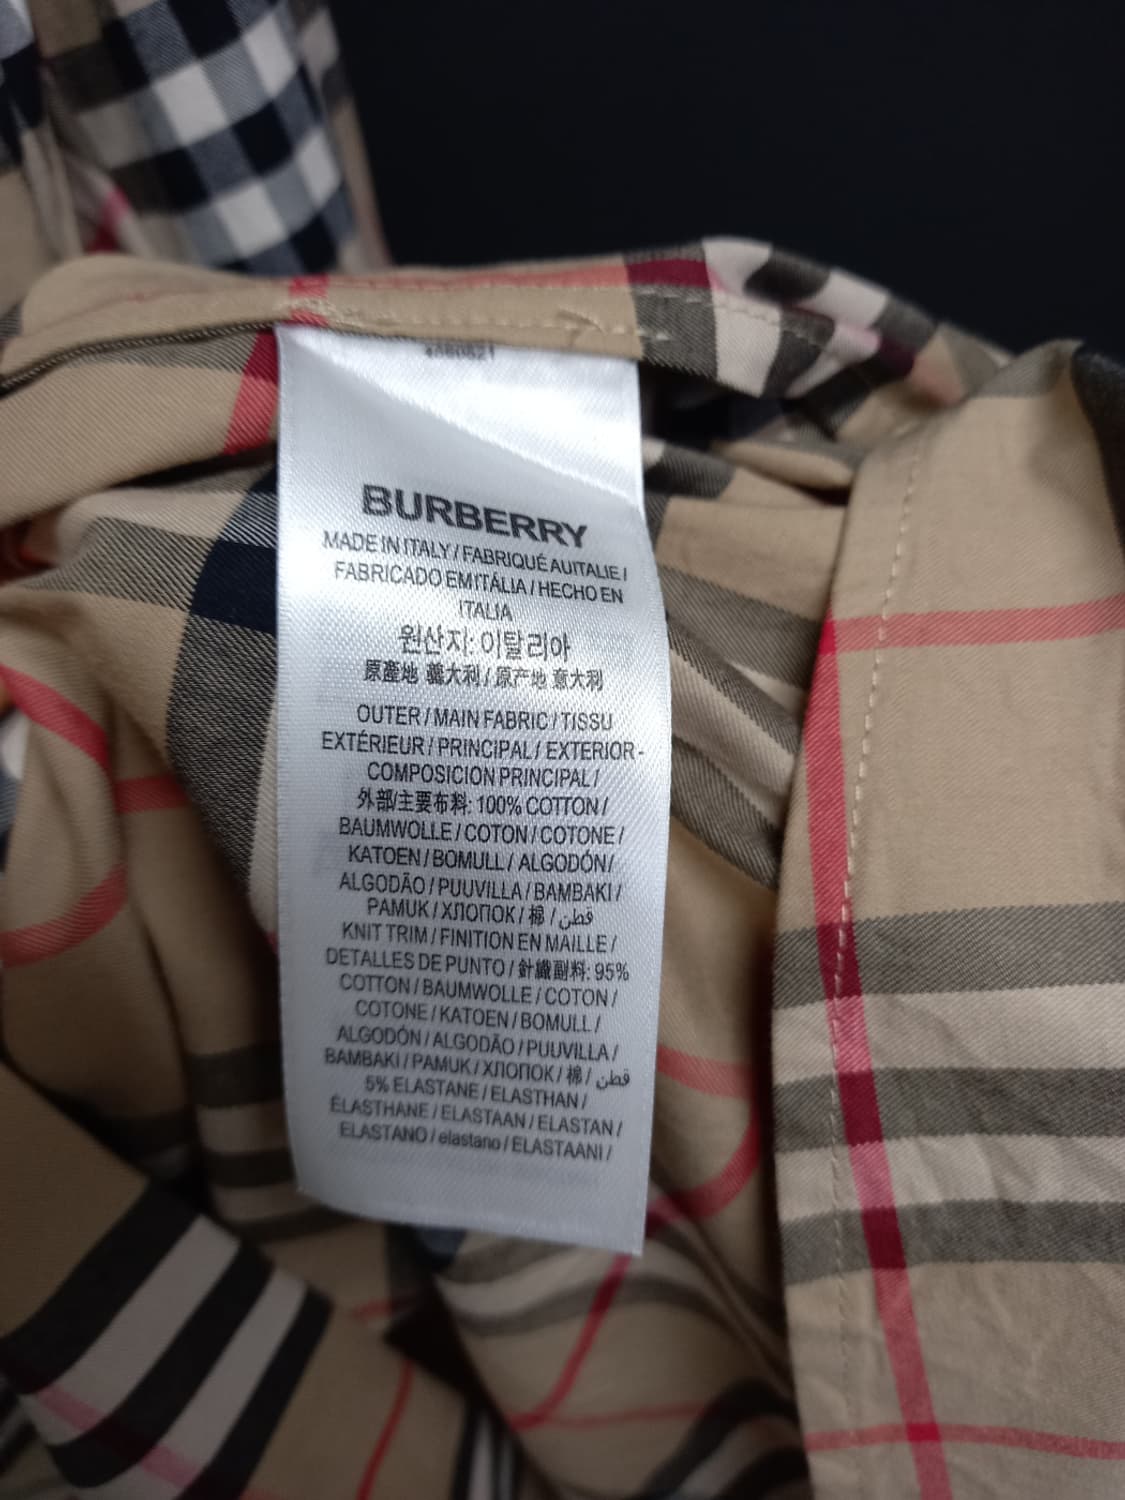 BURBERRY
MADE IN ITALY / FABRIQUÉ AUITALIE /
FABRICADO EM ITÁLIA / HECHO EN
ITALIA
원산지: 이탈리아
原產地 義大利 / 原产地 意大利
OUTER / MAIN FABRIC / TISSU
EXTÉRIEUR / PRINCIPAL / EXTERIOR -
COMPOSICION PRINCIPAL /
外部/主要布料: 100% COTTON /
BAUMWOLLE / COTON / COTONE /
KATOEN / BOMULL / ALGODÓN /
ALGODÃO / PUUVILLA / BAMBAKI /
PAMUK / ХЛОПОК / 棉 / قطن
KNIT TRIM / FINITION EN MAILLE /
DETALLES DE PUNTO / 針織副料: 95%
COTTON / BAUMWOLLE / COTON /
COTONE / KATOEN / BOMULL /
ALGODÓN / ALGODÃO / PUUVILLA /
BAMBAKI / PAMUK / ХЛОПОК / 棉 / قطن
5% ELASTANE / ELASTHAN /
ÉLASTHANE / ELASTAAN / ELASTAN /
ELASTANO / elastano / ELASTAANI /